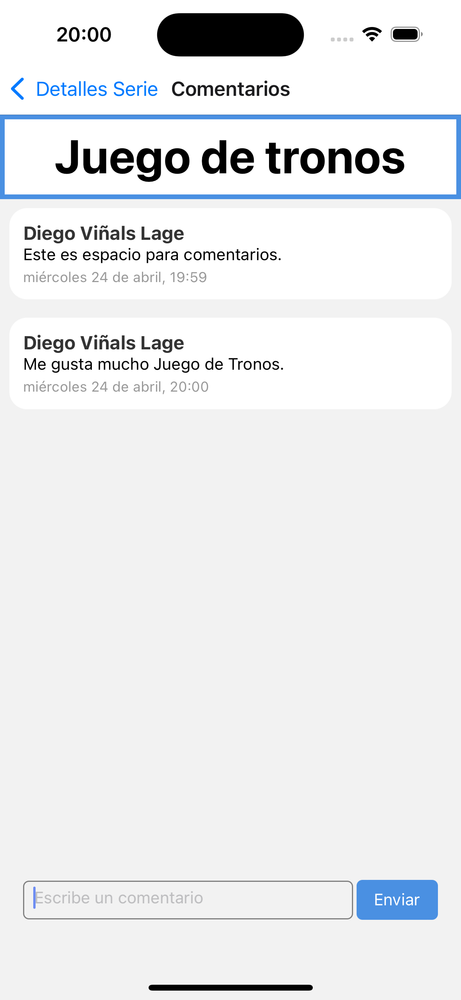 20:00
Detalles Serie Comentarios
Juego de tronos
Diego Viñals Lage
Este es espacio para comentarios.
miércoles 24 de abril, 19:59
Diego Viñals Lage
Me gusta mucho Juego de Tronos.
miércoles 24 de abril, 20:00
Escribe un comentario Enviar